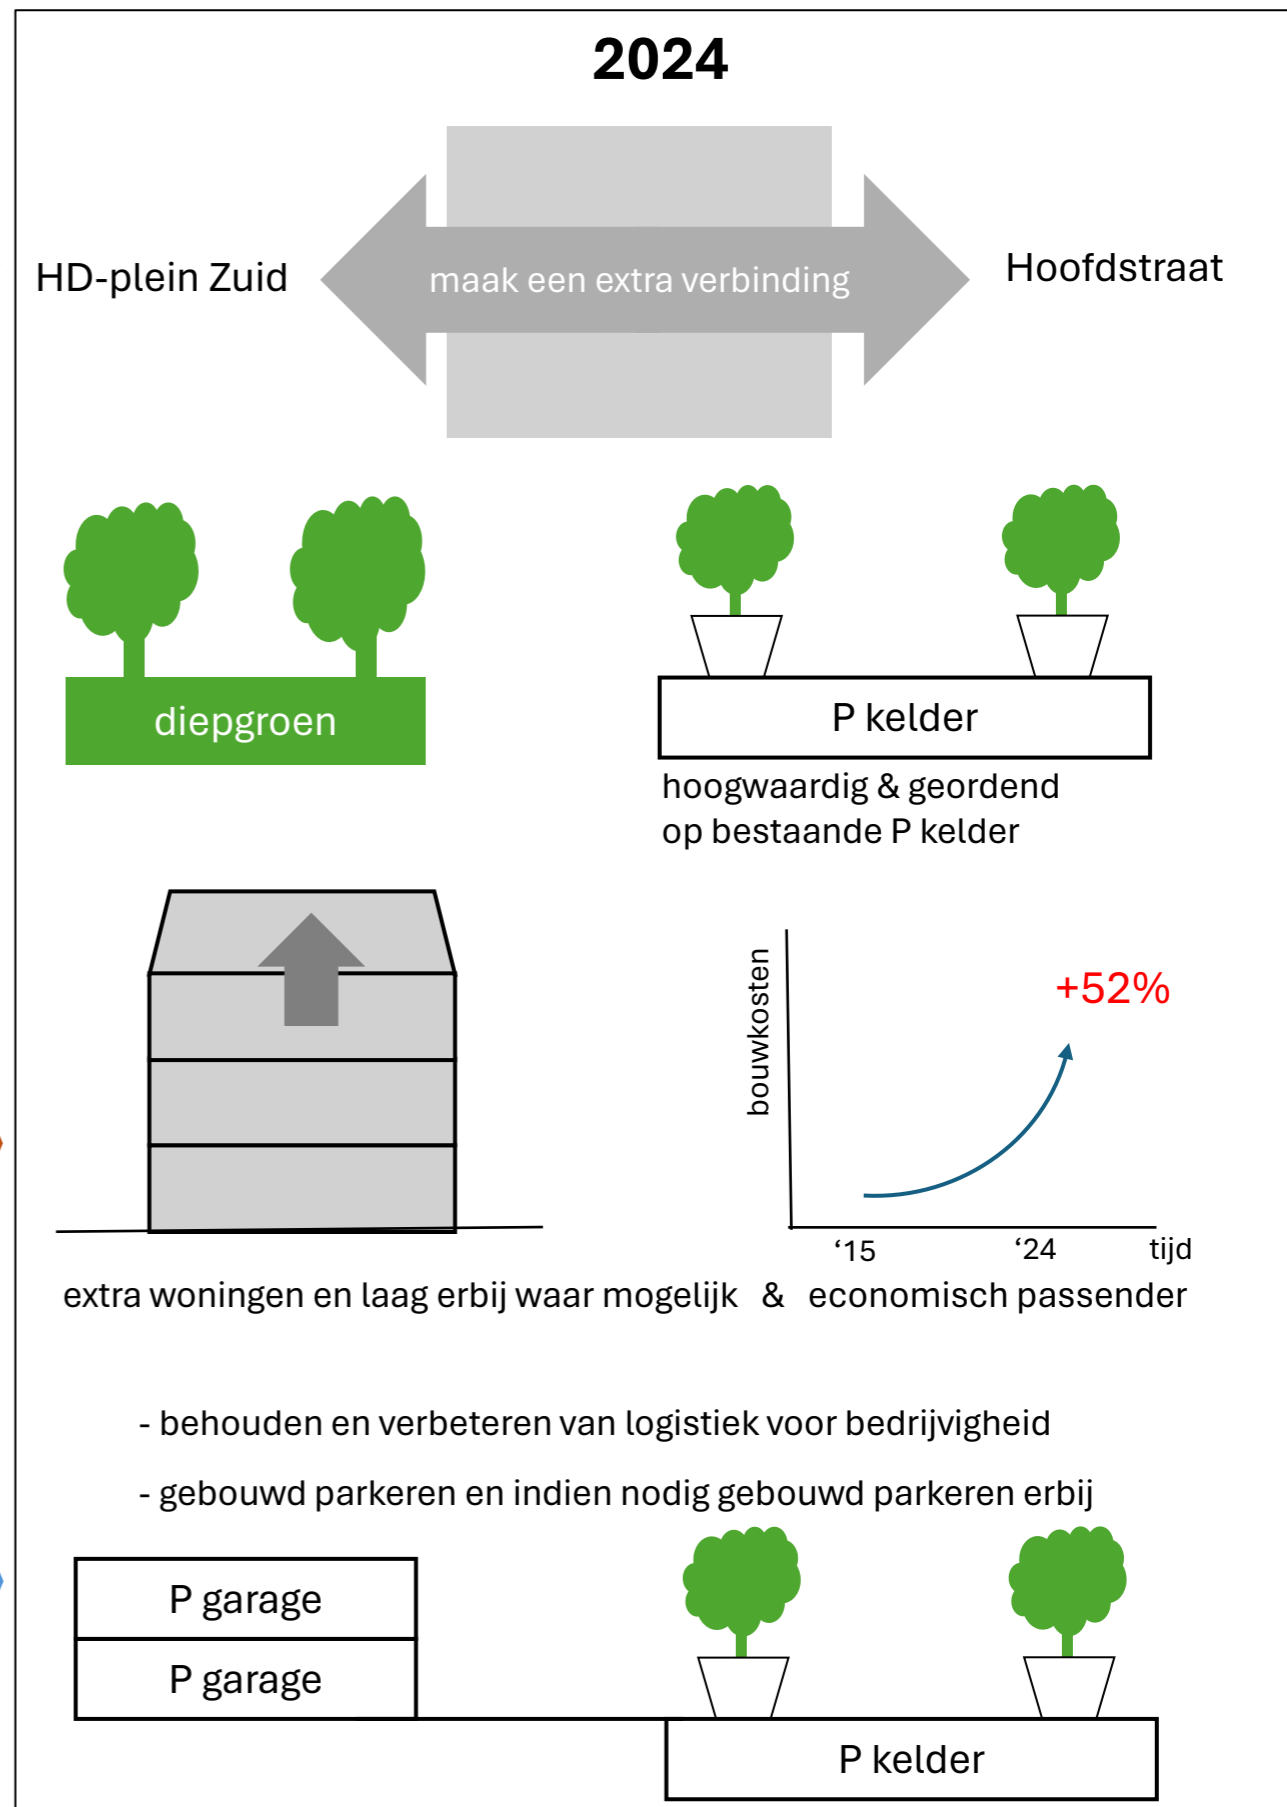 2024
HD-plein Zuid
maak een extra verbinding
Hoofdstraat
diepgroen
P kelder
hoogwaardig & geordend
op bestaande P kelder
bouwkosten
+52%
‘15
‘24
tijd
extra woningen en laag erbij waar mogelijk & economisch passender
- behouden en verbeteren van logistiek voor bedrijvigheid
- gebouwd parkeren en indien nodig gebouwd parkeren erbij
P garage
P garage
P kelder